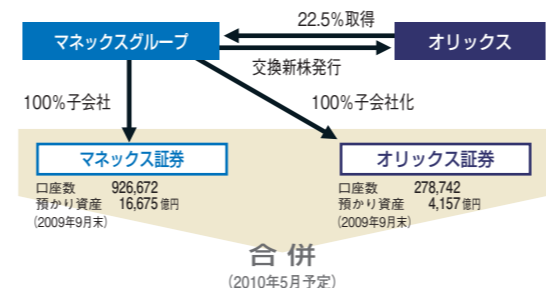 22.5%取得
マネックスグループ
オリックス
交換新株発行
100%子会社
100%子会社化
マネックス証券
オリックス証券
口座数 926,672
預かり資産 16,675億円
(2009年9月末)
口座数 278,742
預かり資産 4,157億円
(2009年9月末)
合併
(2010年5月予定)